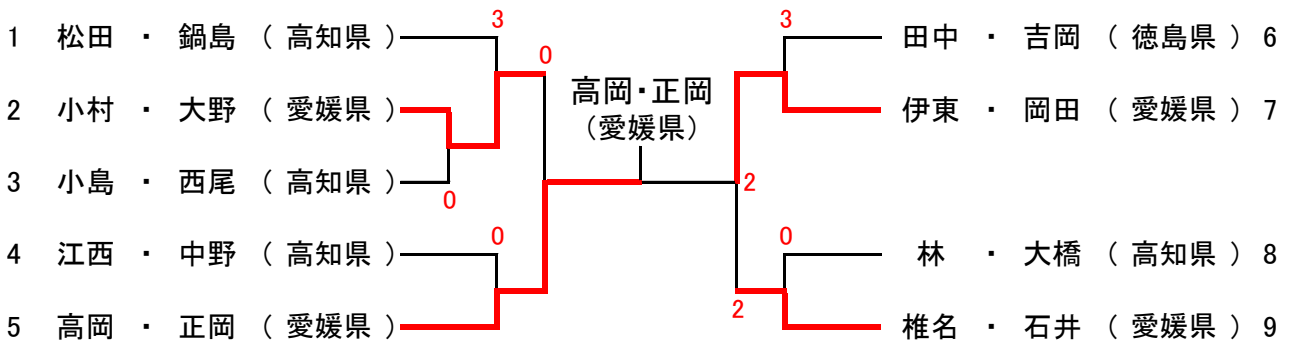 3
3
1 松田 ・ 鍋島 （ 高知県 ）
田中 ・ 吉岡 （ 徳島県 ） 6
0
高岡・正岡
（愛媛県）
2 小村 ・ 大野 （ 愛媛県 ）
伊東 ・ 岡田 （ 愛媛県 ） 7
3 小島 ・ 西尾 （ 高知県 ）
2
0
0
0
4 江西 ・ 中野 （ 高知県 ）
林 ・ 大橋 （ 高知県 ） 8
2
5 高岡 ・ 正岡 （ 愛媛県 ）
椎名 ・ 石井 （ 愛媛県 ） 9